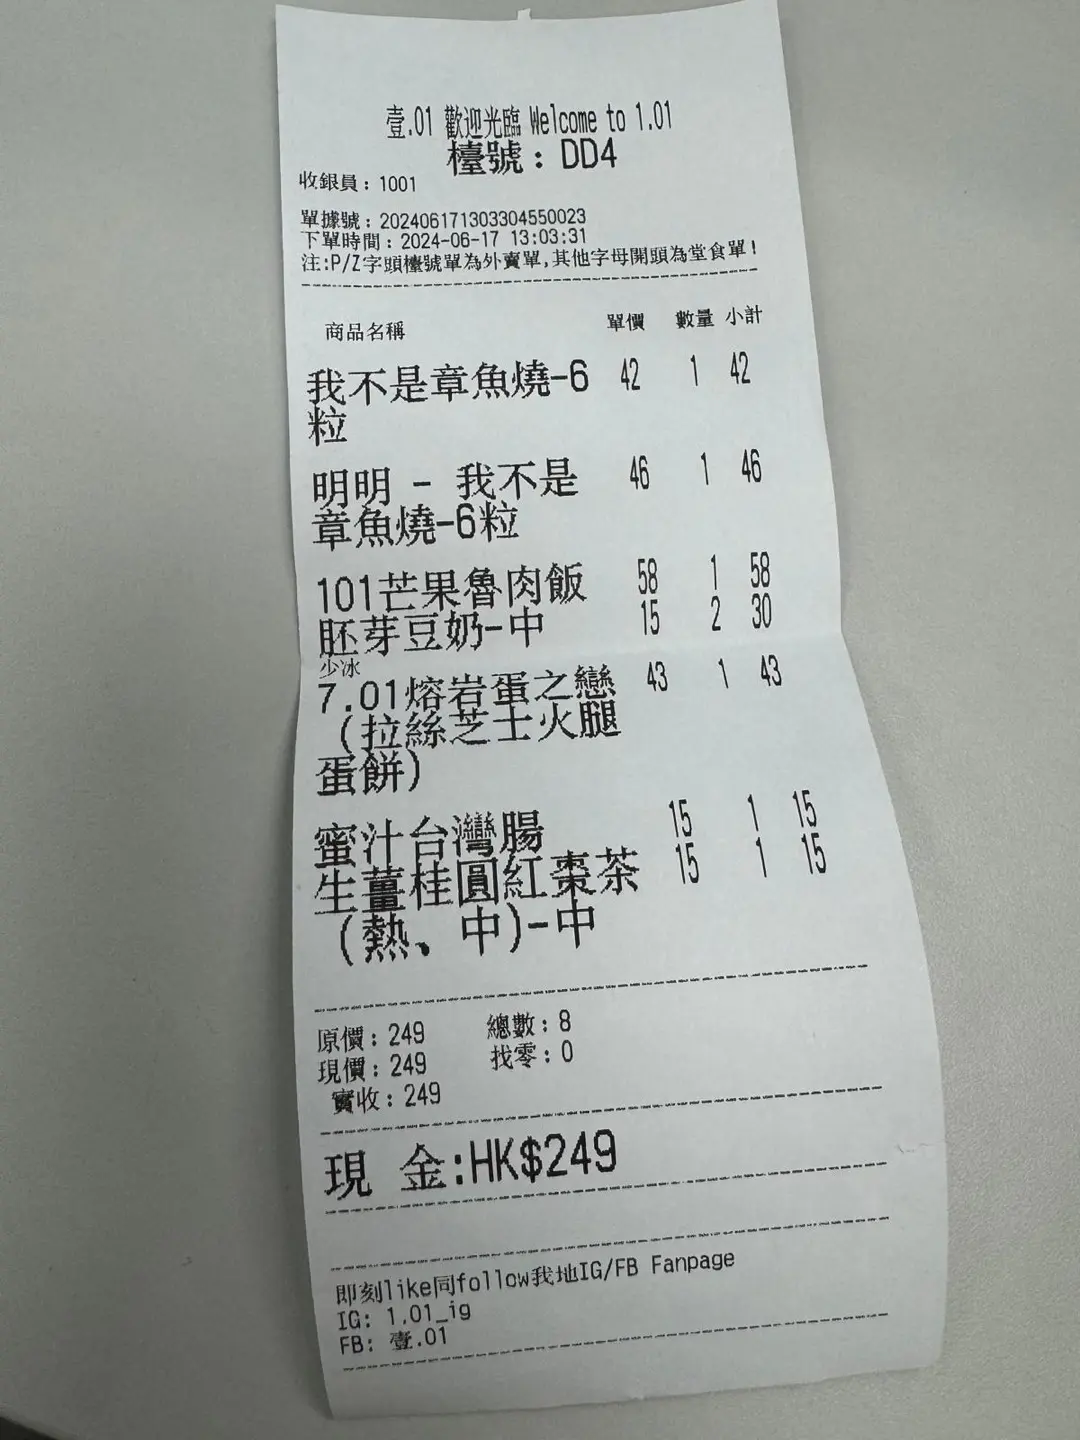 壹.01 歡迎光臨 Welcome to 1.01
檯號：DD4
收銀員：1001
單據號：202406171303304550023
下單時間：2024-06-17 13:03:31
注:P/Z字頭檯號單為外賣單,其他字母開頭為堂食單!
商品名稱 單價 數量 小計
我不是章魚燒-6 42 1 42
粒
明明 - 我不是 46 1 46
章魚燒-6粒
101芒果魯肉飯 58 1 58
胚芽豆奶-中 15 2 30
少冰
7.01熔岩蛋之戀 43 1 43
(拉絲芝士火腿
蛋餅)
蜜汁台灣腸 15 1 15
生薑桂圓紅棗茶 15 1 15
(熱、中)-中
原價：249 總數：8
現價：249 找零：0
實收：249
現 金:HK$249
即刻like同follow我地IG/FB Fanpage
IG: 1.01_ig
FB: 壹.01